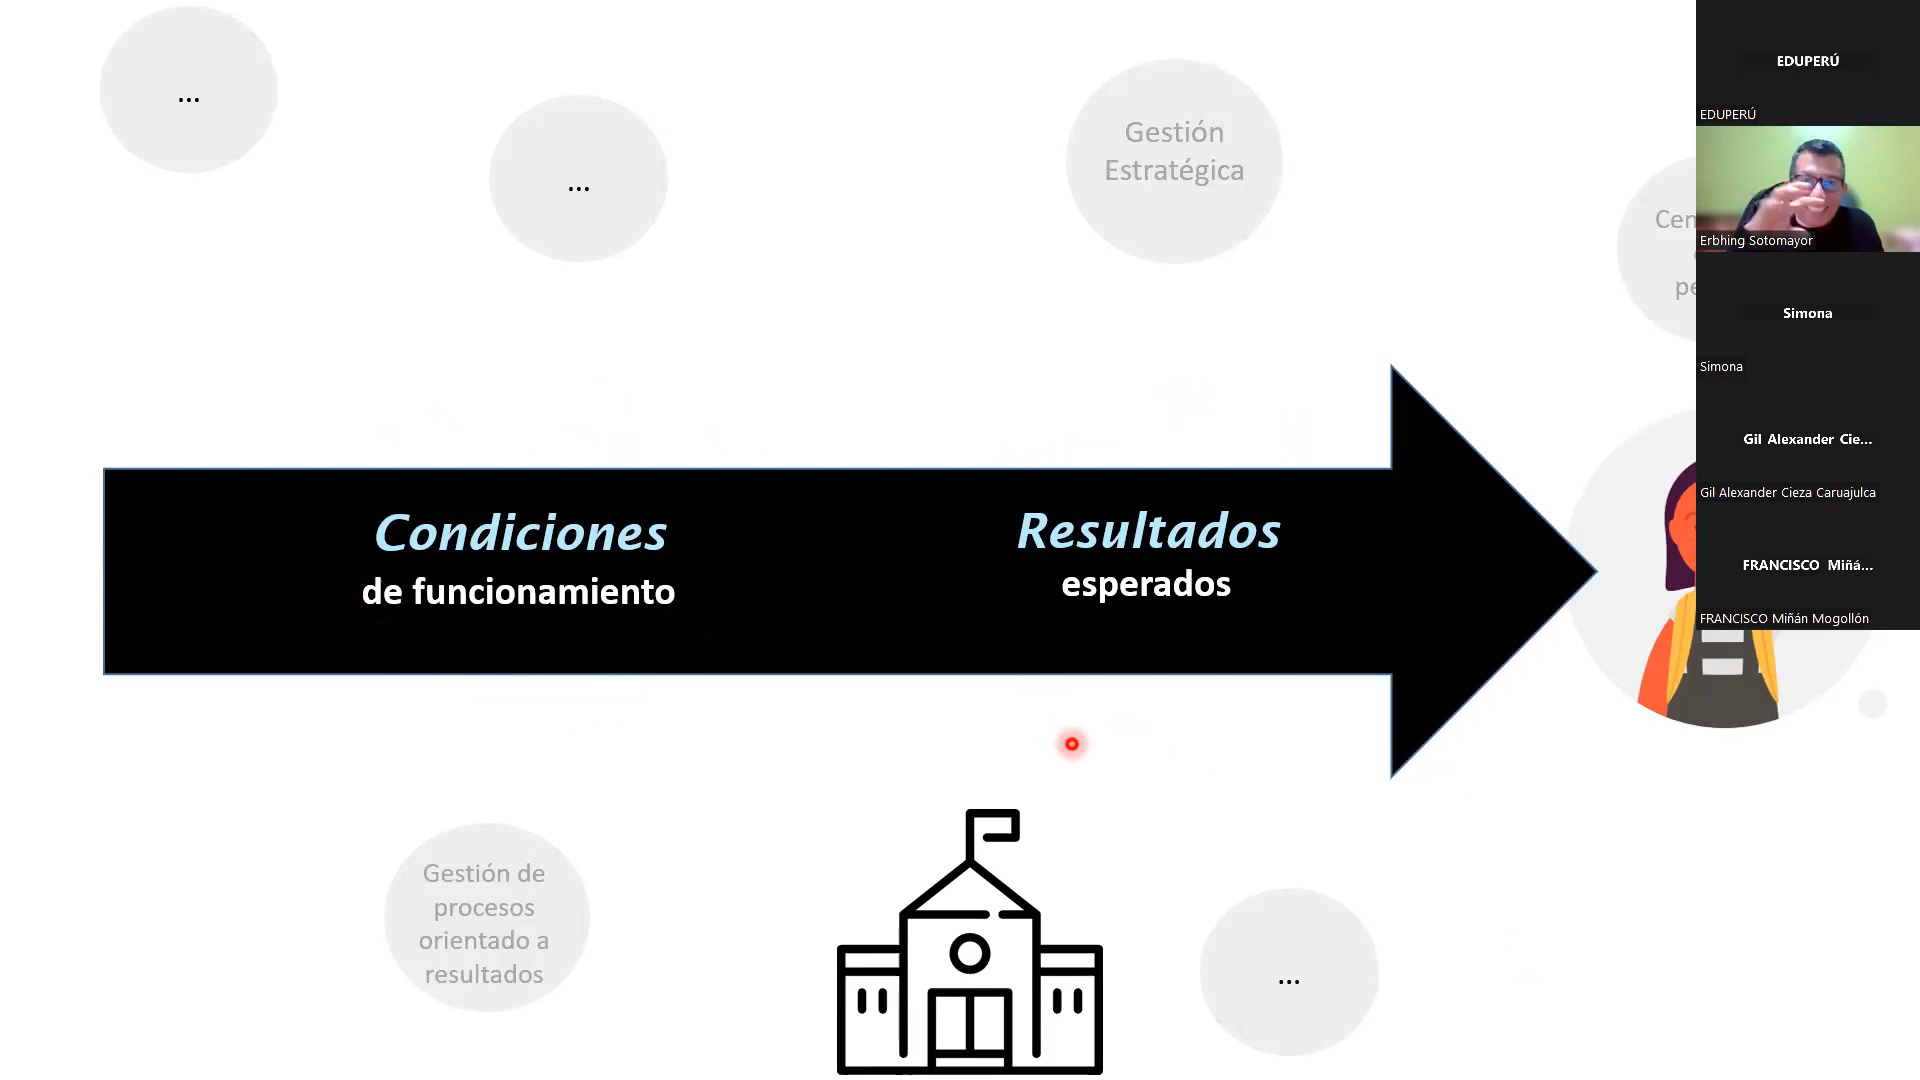 ...
...
Gestión
Estratégica
Condiciones
de funcionamiento
Resultados
esperados
Gestión de
procesos
orientado a
resultados
...
EDUPERÚ
EDUPERÚ
Erbhing Sotomayor
Simona
Simona
Gil Alexander Cie...
Gil Alexander Cieza Caruajulca
FRANCISCO Miñá...
FRANCISCO Miñán Mogollón